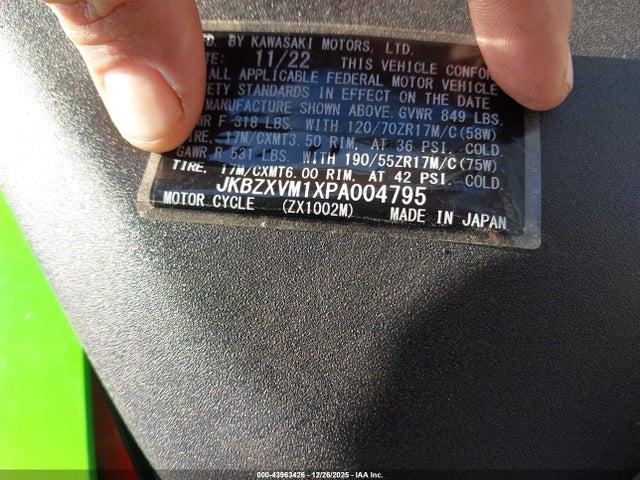 BY KAWASAKI MOTORS, LTD.
11/22 THIS VEHICLE
ALL APPLICABLE FEDERAL MOTOR VEHICLE
STANDARDS IN EFFECT ON THE DATE
MANUFACTURE SHOWN ABOVE. GVWR 849 LBS.
F 318 LBS. WITH 120/70ZR17M/C(58W)
TIRE, 17M/CXMT3.50 RIM, AT 36 PSI, COLD.
GAWR R 531 LBS. WITH 190/55ZR17M/C(75W)
TIRE, 17M/CXMT6.00 RIM, AT 42 PSI, COLD.
JKBZXVM1XPA004795
MOTOR CYCLE (ZX1002M) MADE IN JAPAN
000-43963426 - 12/26/2025 - IAA Inc.